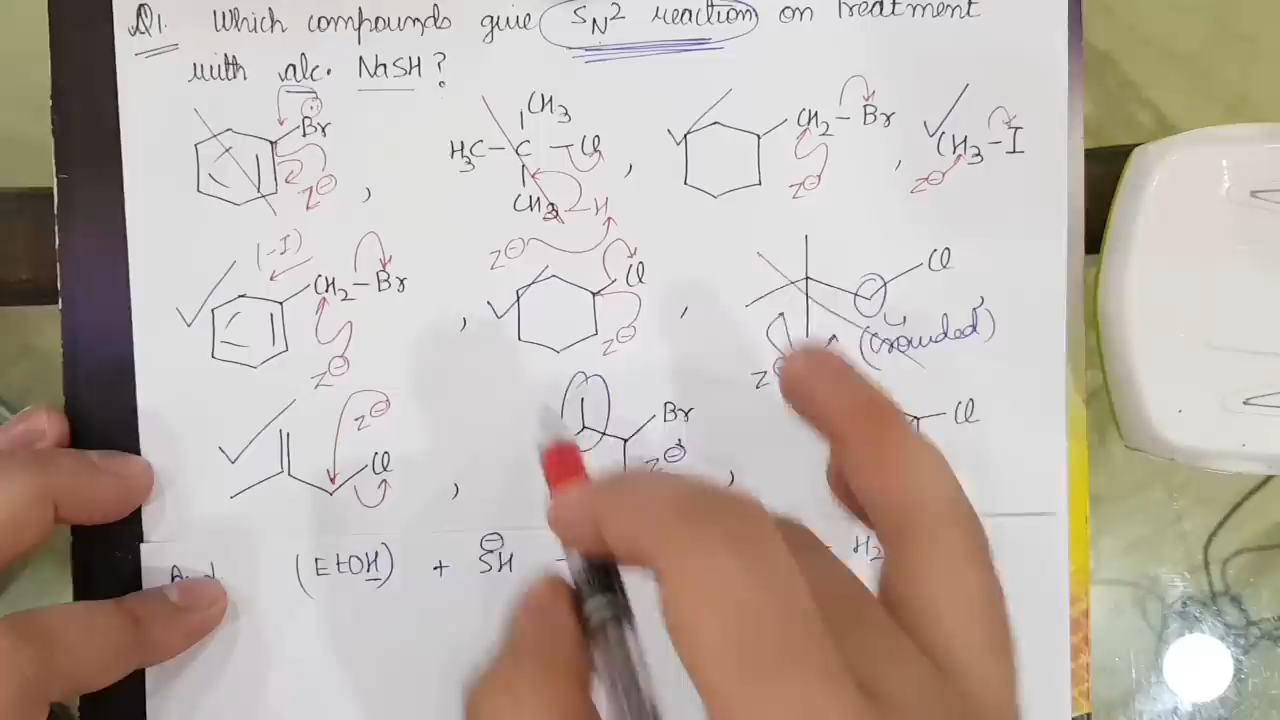 Q1. Which compounds give SN2 reaction on treatment
with alc. NaSH?
Br
Z⊖ ,
CH3
H3C-C-Cl
CH3
H
Z⊖ ,
CH2-Br
Z⊖ ,
CH3-I
Z⊖
(-I)
CH2-Br
Z⊖ ,
Cl
Z⊖ ,
Cl ,
(crowded)
Z⊖
Z⊖
Cl ,
Br
Z⊖ ,
Cl
(EtOH) + S⊖H